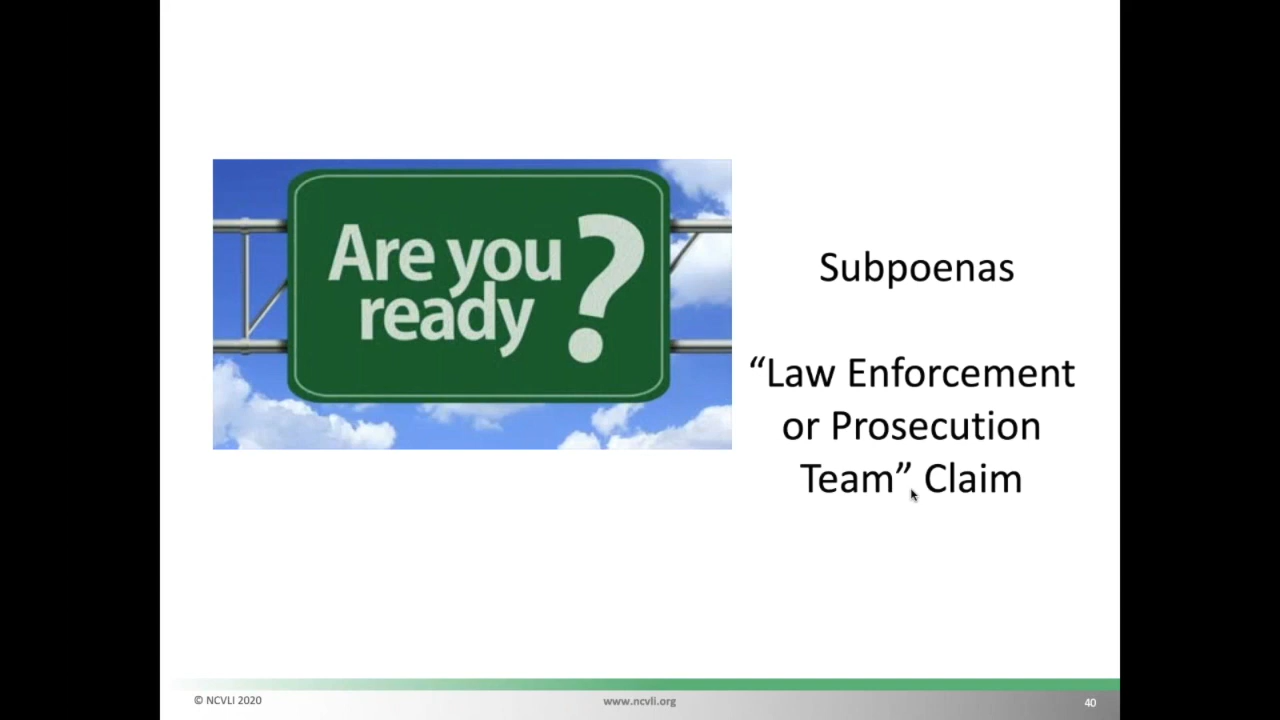 Are you
ready ?
Subpoenas
“Law Enforcement
or Prosecution
Team” Claim
© NCVLI 2020
www.ncvli.org
40